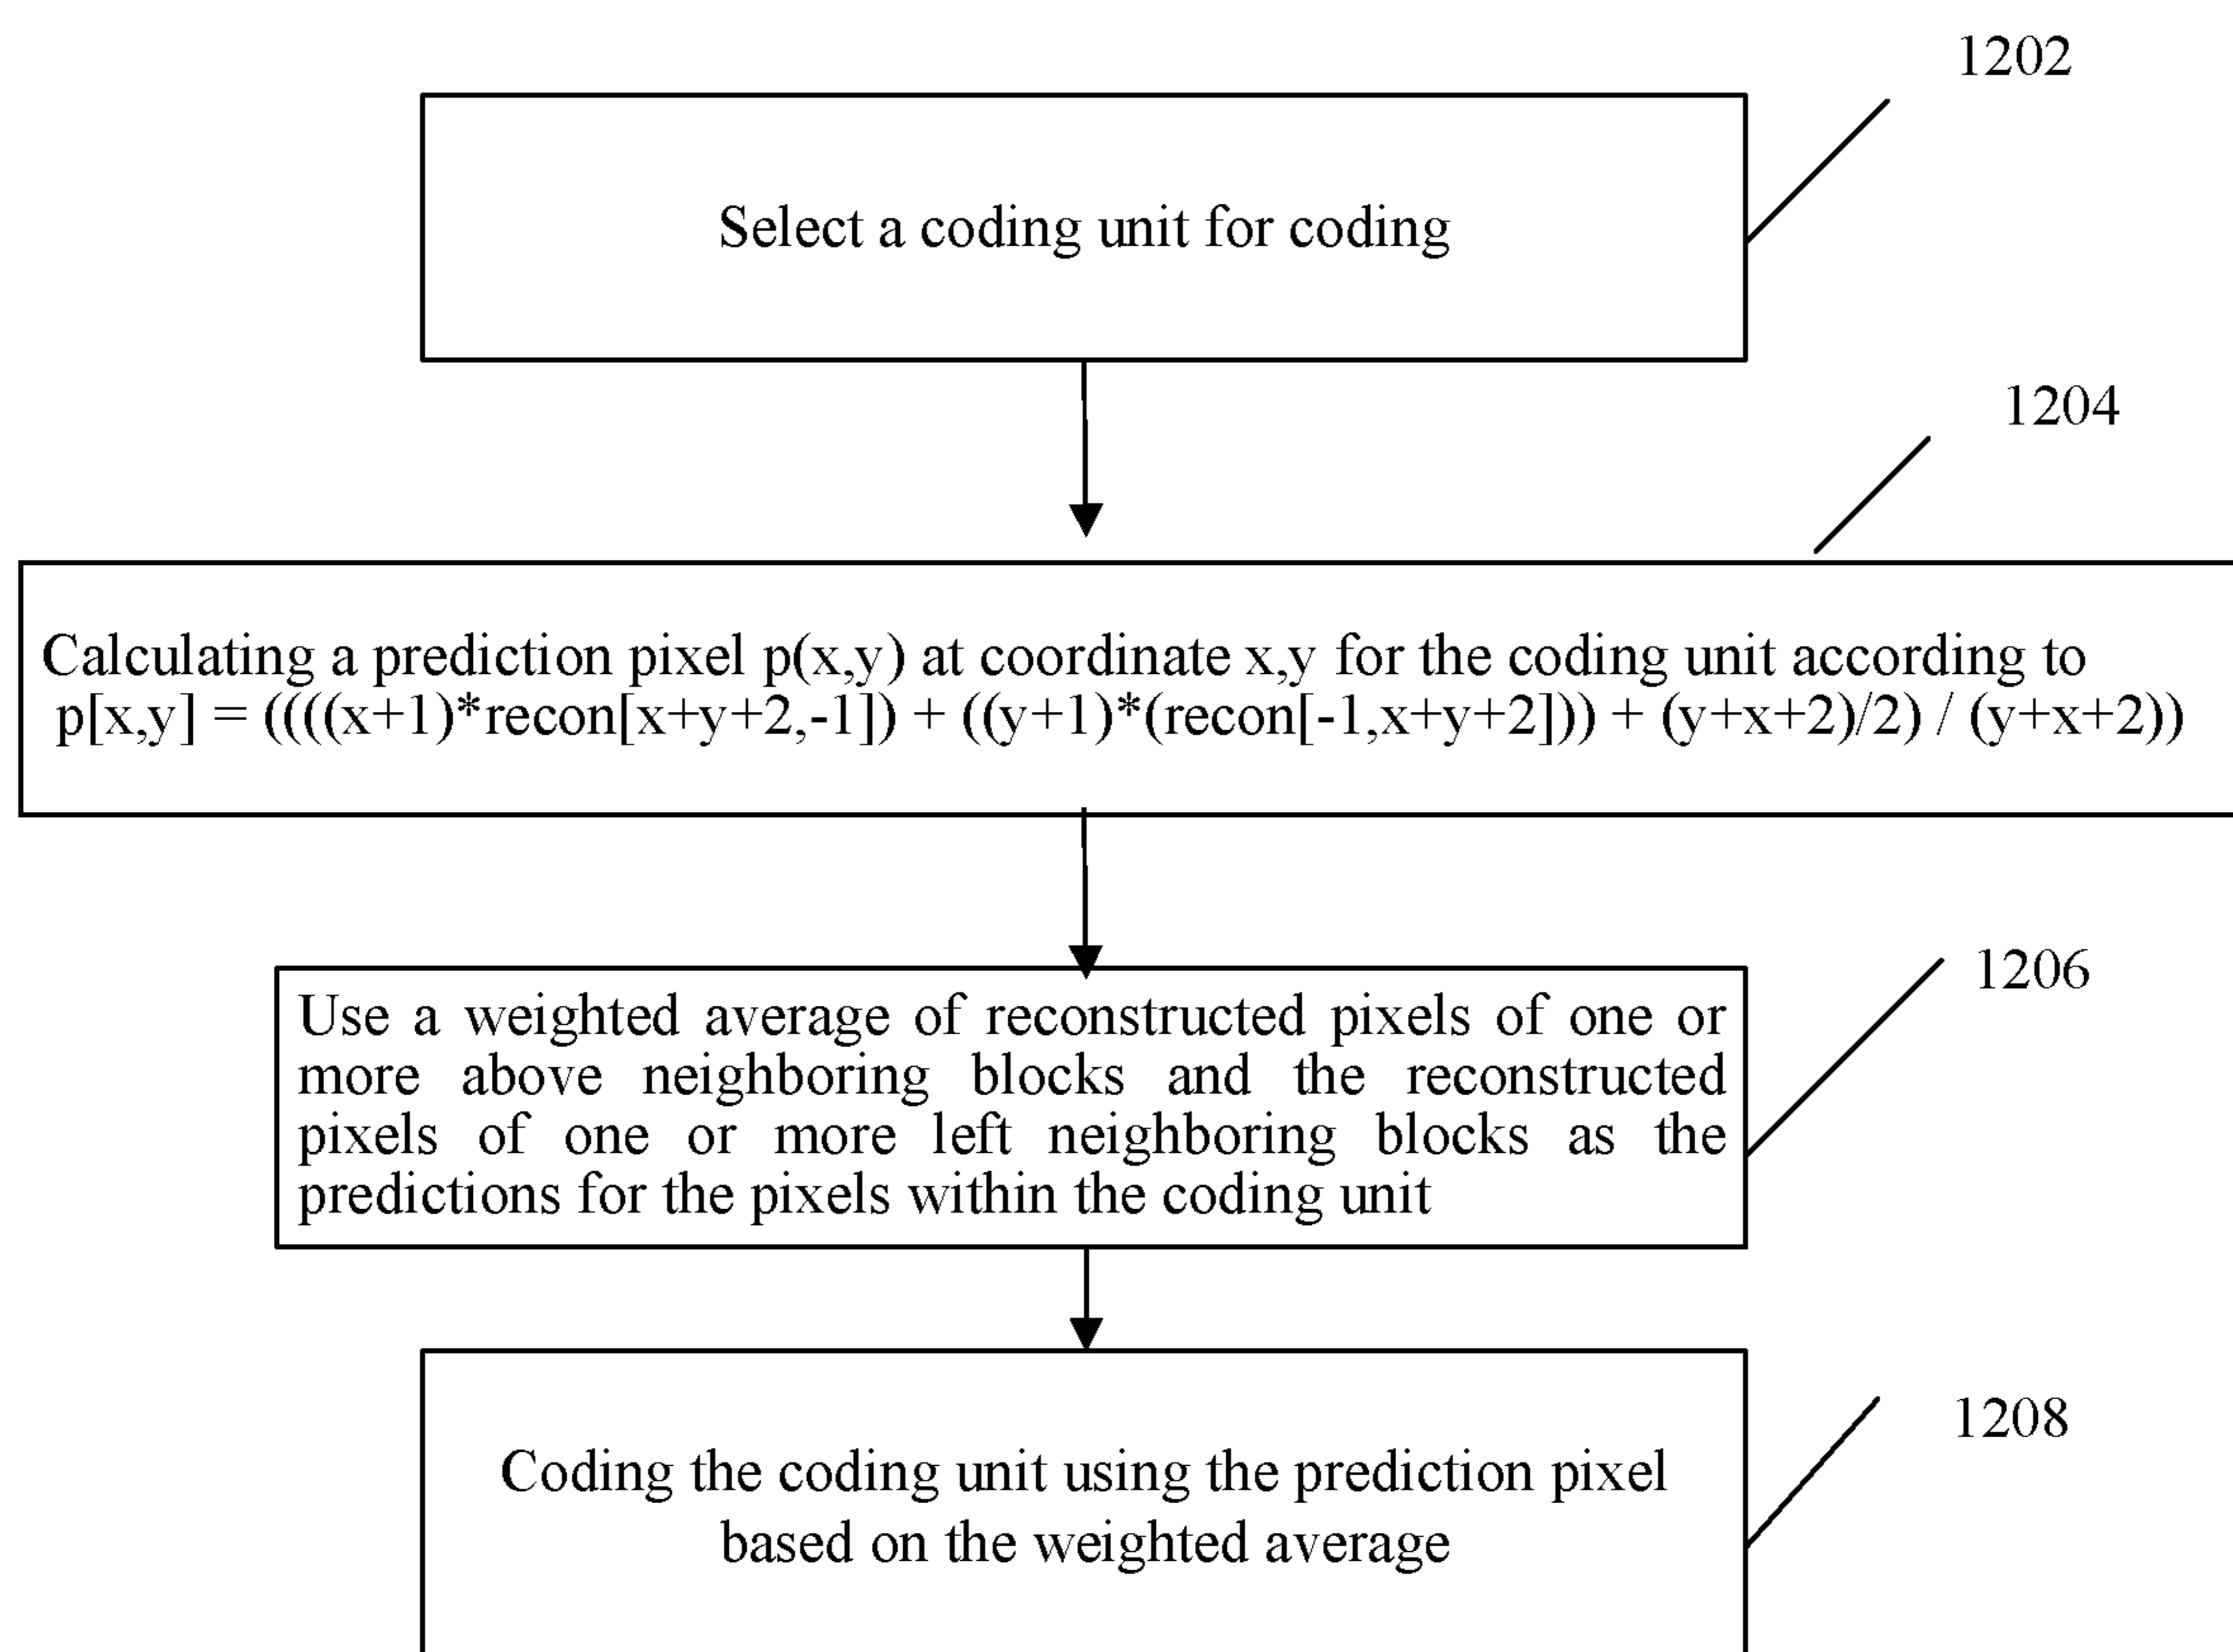 1202
Select a coding unit for coding
1204
Calculating a prediction pixel p(x,y) at coordinate x,y for the coding unit according to
p[x,y] = ((((x+1)*recon[x+y+2,-1]) + ((y+1)*(recon[-1,x+y+2])) + (y+x+2)/2) / (y+x+2))
1206
Use a weighted average of reconstructed pixels of one or
more above neighboring blocks and the reconstructed
pixels of one or more left neighboring blocks as the
predictions for the pixels within the coding unit
1208
Coding the coding unit using the prediction pixel
based on the weighted average